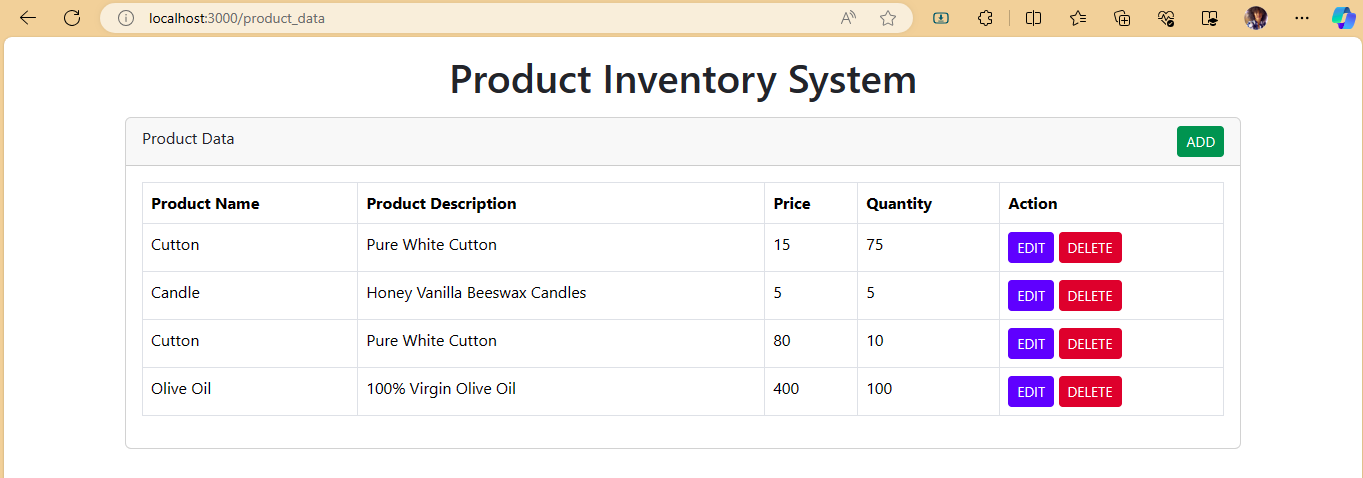 localhost:3000/product_data
Product Inventory System
Product Data ADD
Product Name Product Description Price Quantity Action
Cutton Pure White Cutton 15 75 EDIT DELETE
Candle Honey Vanilla Beeswax Candles 5 5 EDIT DELETE
Cutton Pure White Cutton 80 10 EDIT DELETE
Olive Oil 100% Virgin Olive Oil 400 100 EDIT DELETE